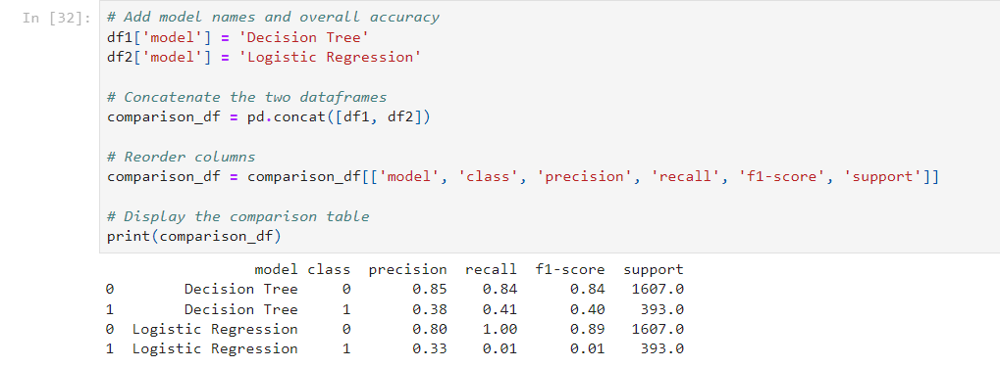 In [32]: # Add model names and overall accuracy
df1['model'] = 'Decision Tree'
df2['model'] = 'Logistic Regression'
# Concatenate the two dataframes
comparison_df = pd.concat([df1, df2])
# Reorder columns
comparison_df = comparison_df[['model', 'class', 'precision', 'recall', 'f1-score', 'support']]
# Display the comparison table
print(comparison_df)
model class precision recall f1-score support
0 Decision Tree 0 0.85 0.84 0.84 1607.0
1 Decision Tree 1 0.38 0.41 0.40 393.0
0 Logistic Regression 0 0.80 1.00 0.89 1607.0
1 Logistic Regression 1 0.33 0.01 0.01 393.0